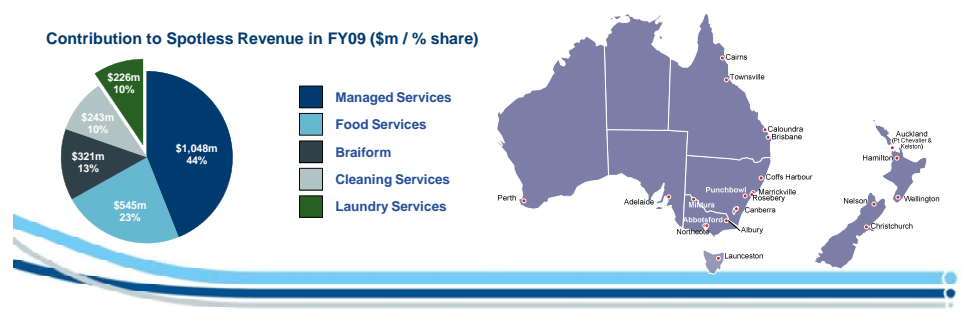 Contribution to Spotless Revenue in FY09 ($m / % share)
$226m
10%
$243m
10%
$321m
13%
$545m
23%
$1,048m
44%
Managed Services
Food Services
Braiform
Cleaning Services
Laundry Services
Cairns
Townsville
Caloundra
Brisbane
Coffs Harbour
Punchbowl
Marrickville
Rosebery
Perth
Adelaide
Mildura
Canberra
Abbotsford
Northcote
Albury
Launceston
Auckland
(Pt Chevalier &
Kelston)
Hamilton
Nelson
Wellington
Christchurch